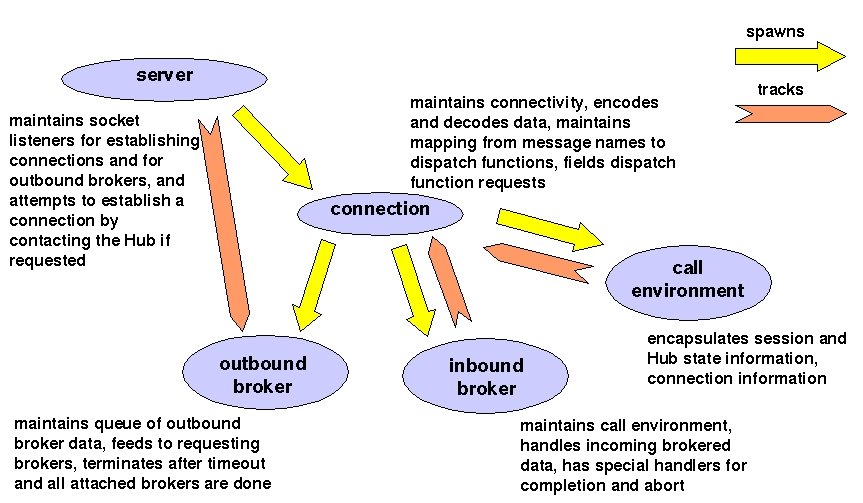 spawns
tracks
server
maintains socket
listeners for establishing
connections and for
outbound brokers, and
attempts to establish a
connection by
contacting the Hub if
requested
maintains connectivity, encodes
and decodes data, maintains
mapping from message names to
dispatch functions, fields dispatch
function requests
connection
call
environment
encapsulates session and
Hub state information,
connection information
outbound
broker
maintains queue of outbound
broker data, feeds to requesting
brokers, terminates after timeout
and all attached brokers are done
inbound
broker
maintains call environment,
handles incoming brokered
data, has special handlers for
completion and abort